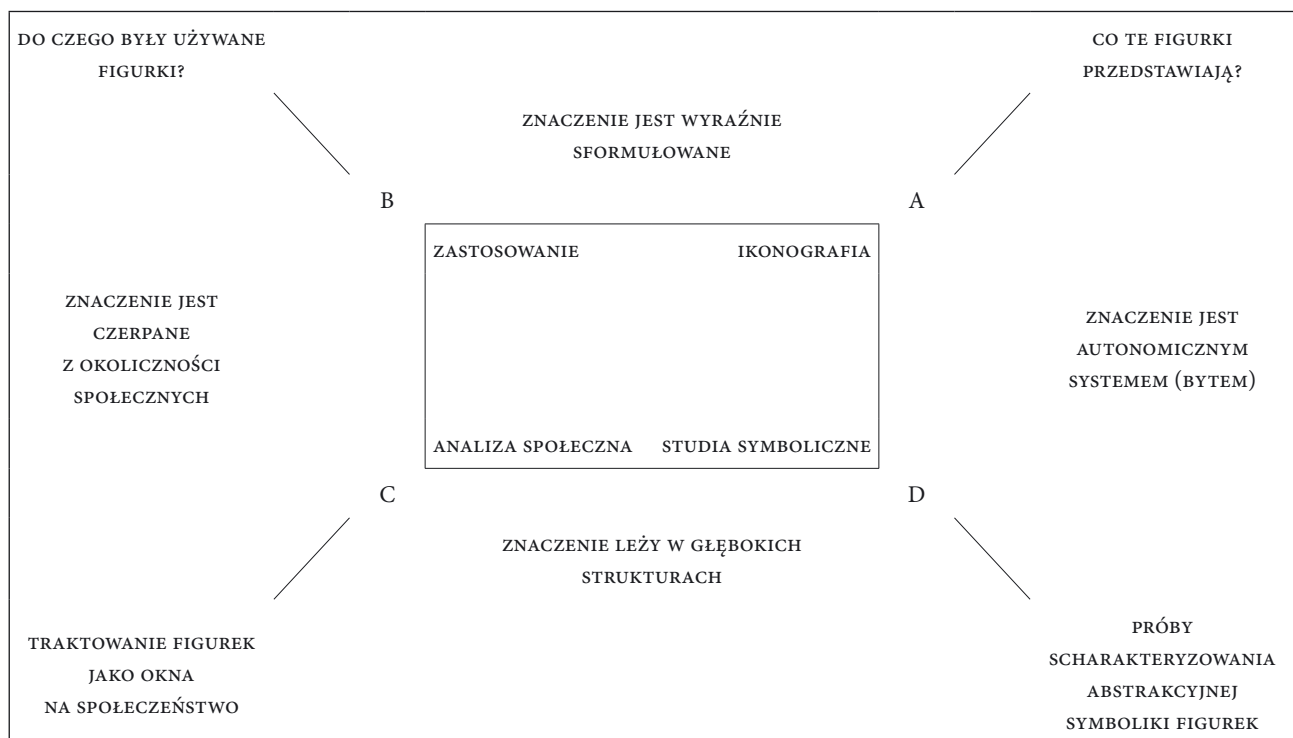 DO CZEGO BYŁY UŻYWANE
FIGURKI?
CO TE FIGURKI
PRZEDSTAWIAJĄ?
ZNACZENIE JEST WYRAŹNIE
SFORMUŁOWANE
B
A
ZASTOSOWANIE
IKONOGRAFIA
ZNACZENIE JEST
CZERPANE
Z OKOLICZNOŚCI
SPOŁECZNYCH
ZNACZENIE JEST
AUTONOMICZNYM
SYSTEMEM (BYTEM)
ANALIZA SPOŁECZNA
STUDIA SYMBOLICZNE
C
D
ZNACZENIE LEŻY W GŁĘBOKICH
STRUKTURACH
TRAKTOWANIE FIGUREK
JAKO OKNA
NA SPOŁECZEŃSTWO
PRÓBY
SCHARAKTERYZOWANIA
ABSTRAKCYJNEJ
SYMBOLIKI FIGUREK